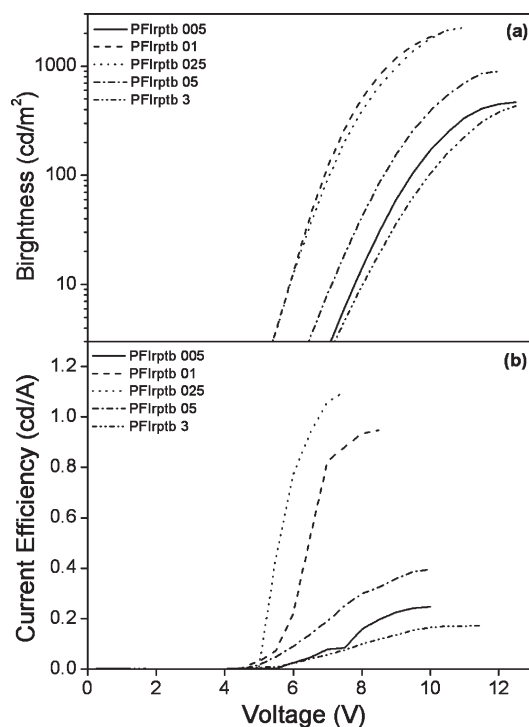 (a)
PFIrptb 005
PFIrptb 01
PFIrptb 025
PFIrptb 05
PFIrptb 3
1000
100
10
Birghtness (cd/m²)
(b)
PFIrptb 005
PFIrptb 01
PFIrptb 025
PFIrptb 05
PFIrptb 3
1.2
1.0
0.8
0.6
0.4
0.2
0.0
Current Efficiency (cd/A)
0 2 4 6 8 10 12
Voltage (V)